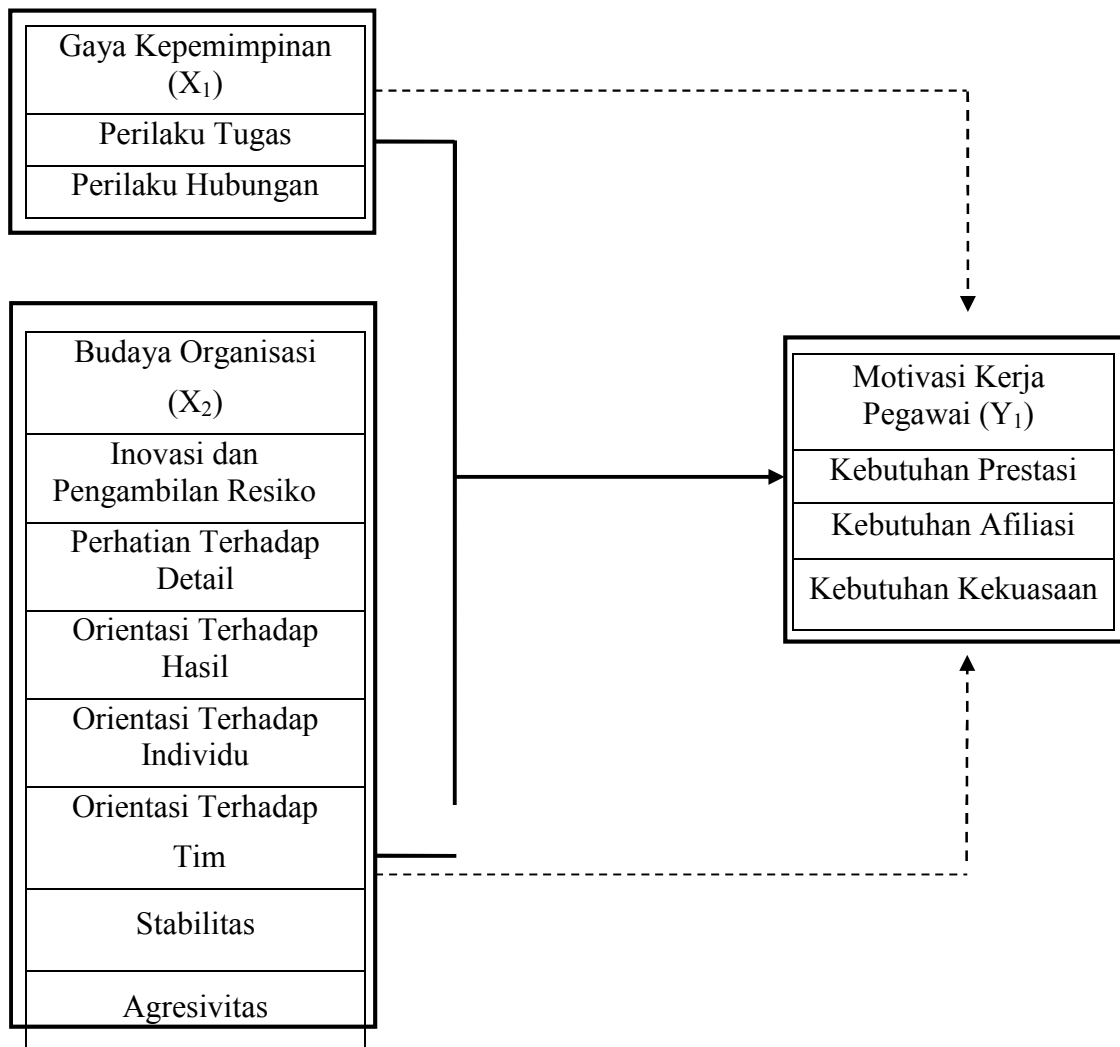 Gaya Kepemimpinan
(X₁)
Perilaku Tugas
Perilaku Hubungan
Budaya Organisasi
(X₂)
Inovasi dan
Pengambilan Resiko
Perhatian Terhadap
Detail
Orientasi Terhadap
Hasil
Orientasi Terhadap
Individu
Orientasi Terhadap
Tim
Stabilitas
Agresivitas
Motivasi Kerja
Pegawai (Y₁)
Kebutuhan Prestasi
Kebutuhan Afiliasi
Kebutuhan Kekuasaan